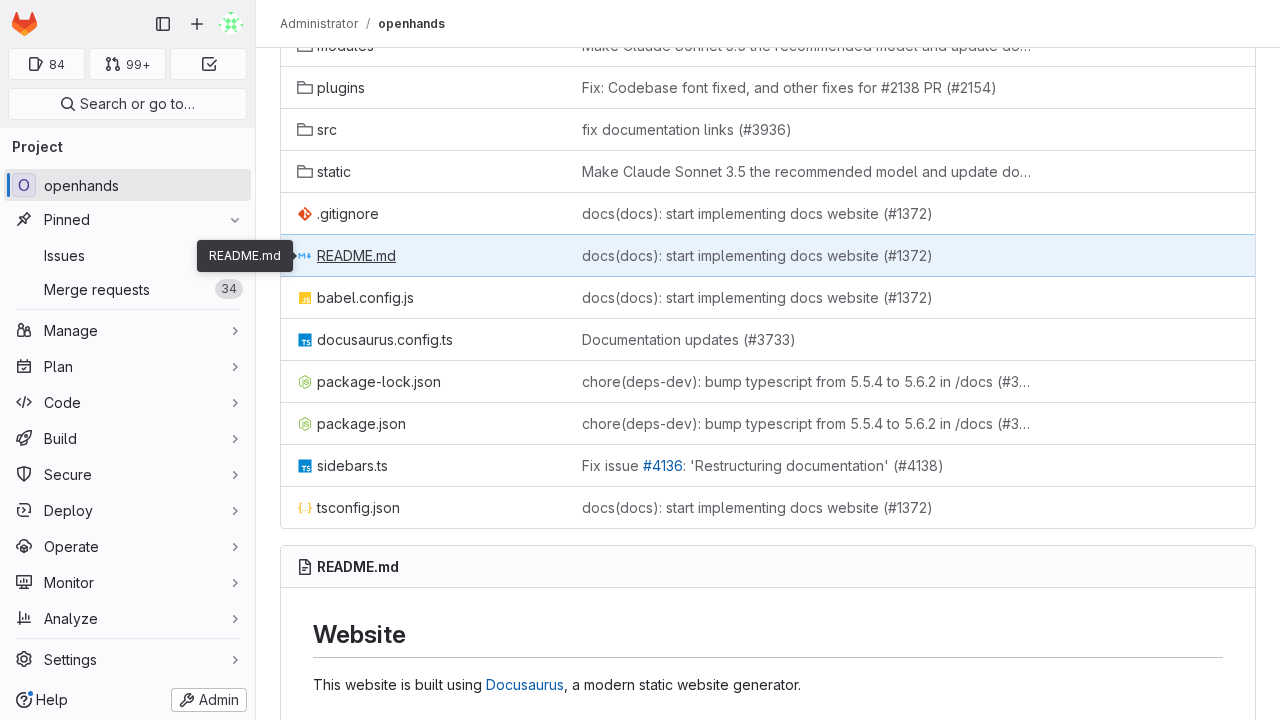 Administrator / openhands
84
99+
Search or go to…
Project
O openhands
Pinned
Issues
Merge requests 34
Manage
Plan
Code
Build
Secure
Deploy
Operate
Monitor
Analyze
Settings
Help
Admin
README.md
modules Make Claude Sonnet 3.5 the recommended model and update do…
plugins Fix: Codebase font fixed, and other fixes for #2138 PR (#2154)
src fix documentation links (#3936)
static Make Claude Sonnet 3.5 the recommended model and update do…
.gitignore docs(docs): start implementing docs website (#1372)
README.md docs(docs): start implementing docs website (#1372)
babel.config.js docs(docs): start implementing docs website (#1372)
docusaurus.config.ts Documentation updates (#3733)
package-lock.json chore(deps-dev): bump typescript from 5.5.4 to 5.6.2 in /docs (#3…
package.json chore(deps-dev): bump typescript from 5.5.4 to 5.6.2 in /docs (#3…
sidebars.ts Fix issue #4136: 'Restructuring documentation' (#4138)
tsconfig.json docs(docs): start implementing docs website (#1372)
README.md
Website
This website is built using Docusaurus, a modern static website generator.